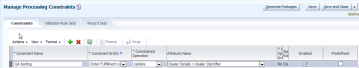 Manage Processing Constraints
Generate Packages Save Save and Close
Constraints Validation Rule Sets Record Sets
Actions View Format Freeze Wrap
* Constraint Name * Constraint Entity * Constrained Operation Attribute Name Enabled Predefined
QA testing Order Fulfillment L Update Dealer Details > Dealer Identifier